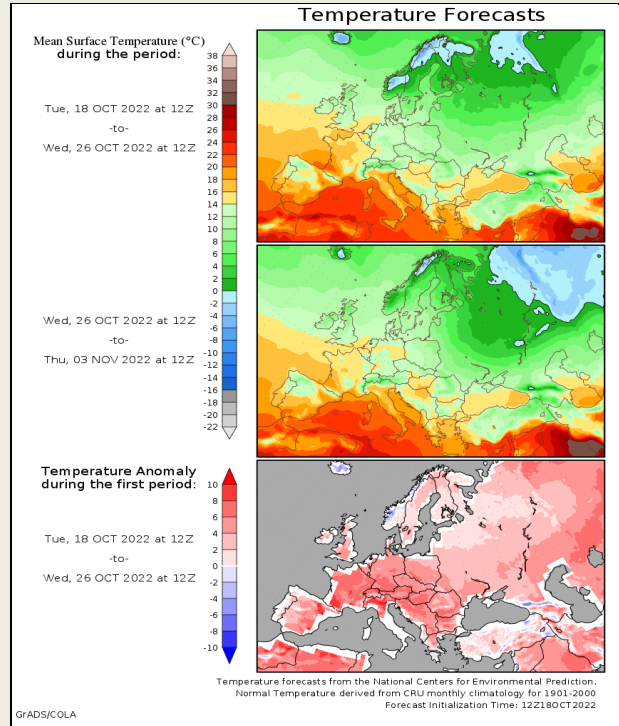 Temperature Forecasts
Mean Surface Temperature (°C)
during the period:
38
36
34
32
30
28
26
24
22
20
18
16
14
12
10
8
6
4
2
0
-2
-4
-6
-8
-10
-12
-14
-16
-18
-20
-22
Tue, 18 OCT 2022 at 12Z
-to-
Wed, 26 OCT 2022 at 12Z
Wed, 26 OCT 2022 at 12Z
-to-
Thu, 03 NOV 2022 at 12Z
Temperature Anomaly
during the first period:
10
8
6
4
2
0
-2
-4
-6
-8
-10
Tue, 18 OCT 2022 at 12Z
-to-
Wed, 26 OCT 2022 at 12Z
Temperature forecasts from the National Centers for Environmental Prediction.
Normal Temperature derived from CRU monthly climatology for 1901-2000
Forecast Initialization Time: 12Z18OCT2022
GrADS/COLA